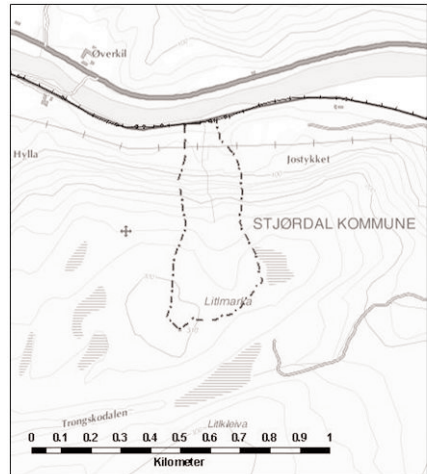 Øverkil
Hylla
Jostykket
STJØRDAL KOMMUNE
Litlmarka
Trongskodalen
Litlkleiva
0 0.1 0.2 0.3 0.4 0.5 0.6 0.7 0.8 0.9 1
Kilometer